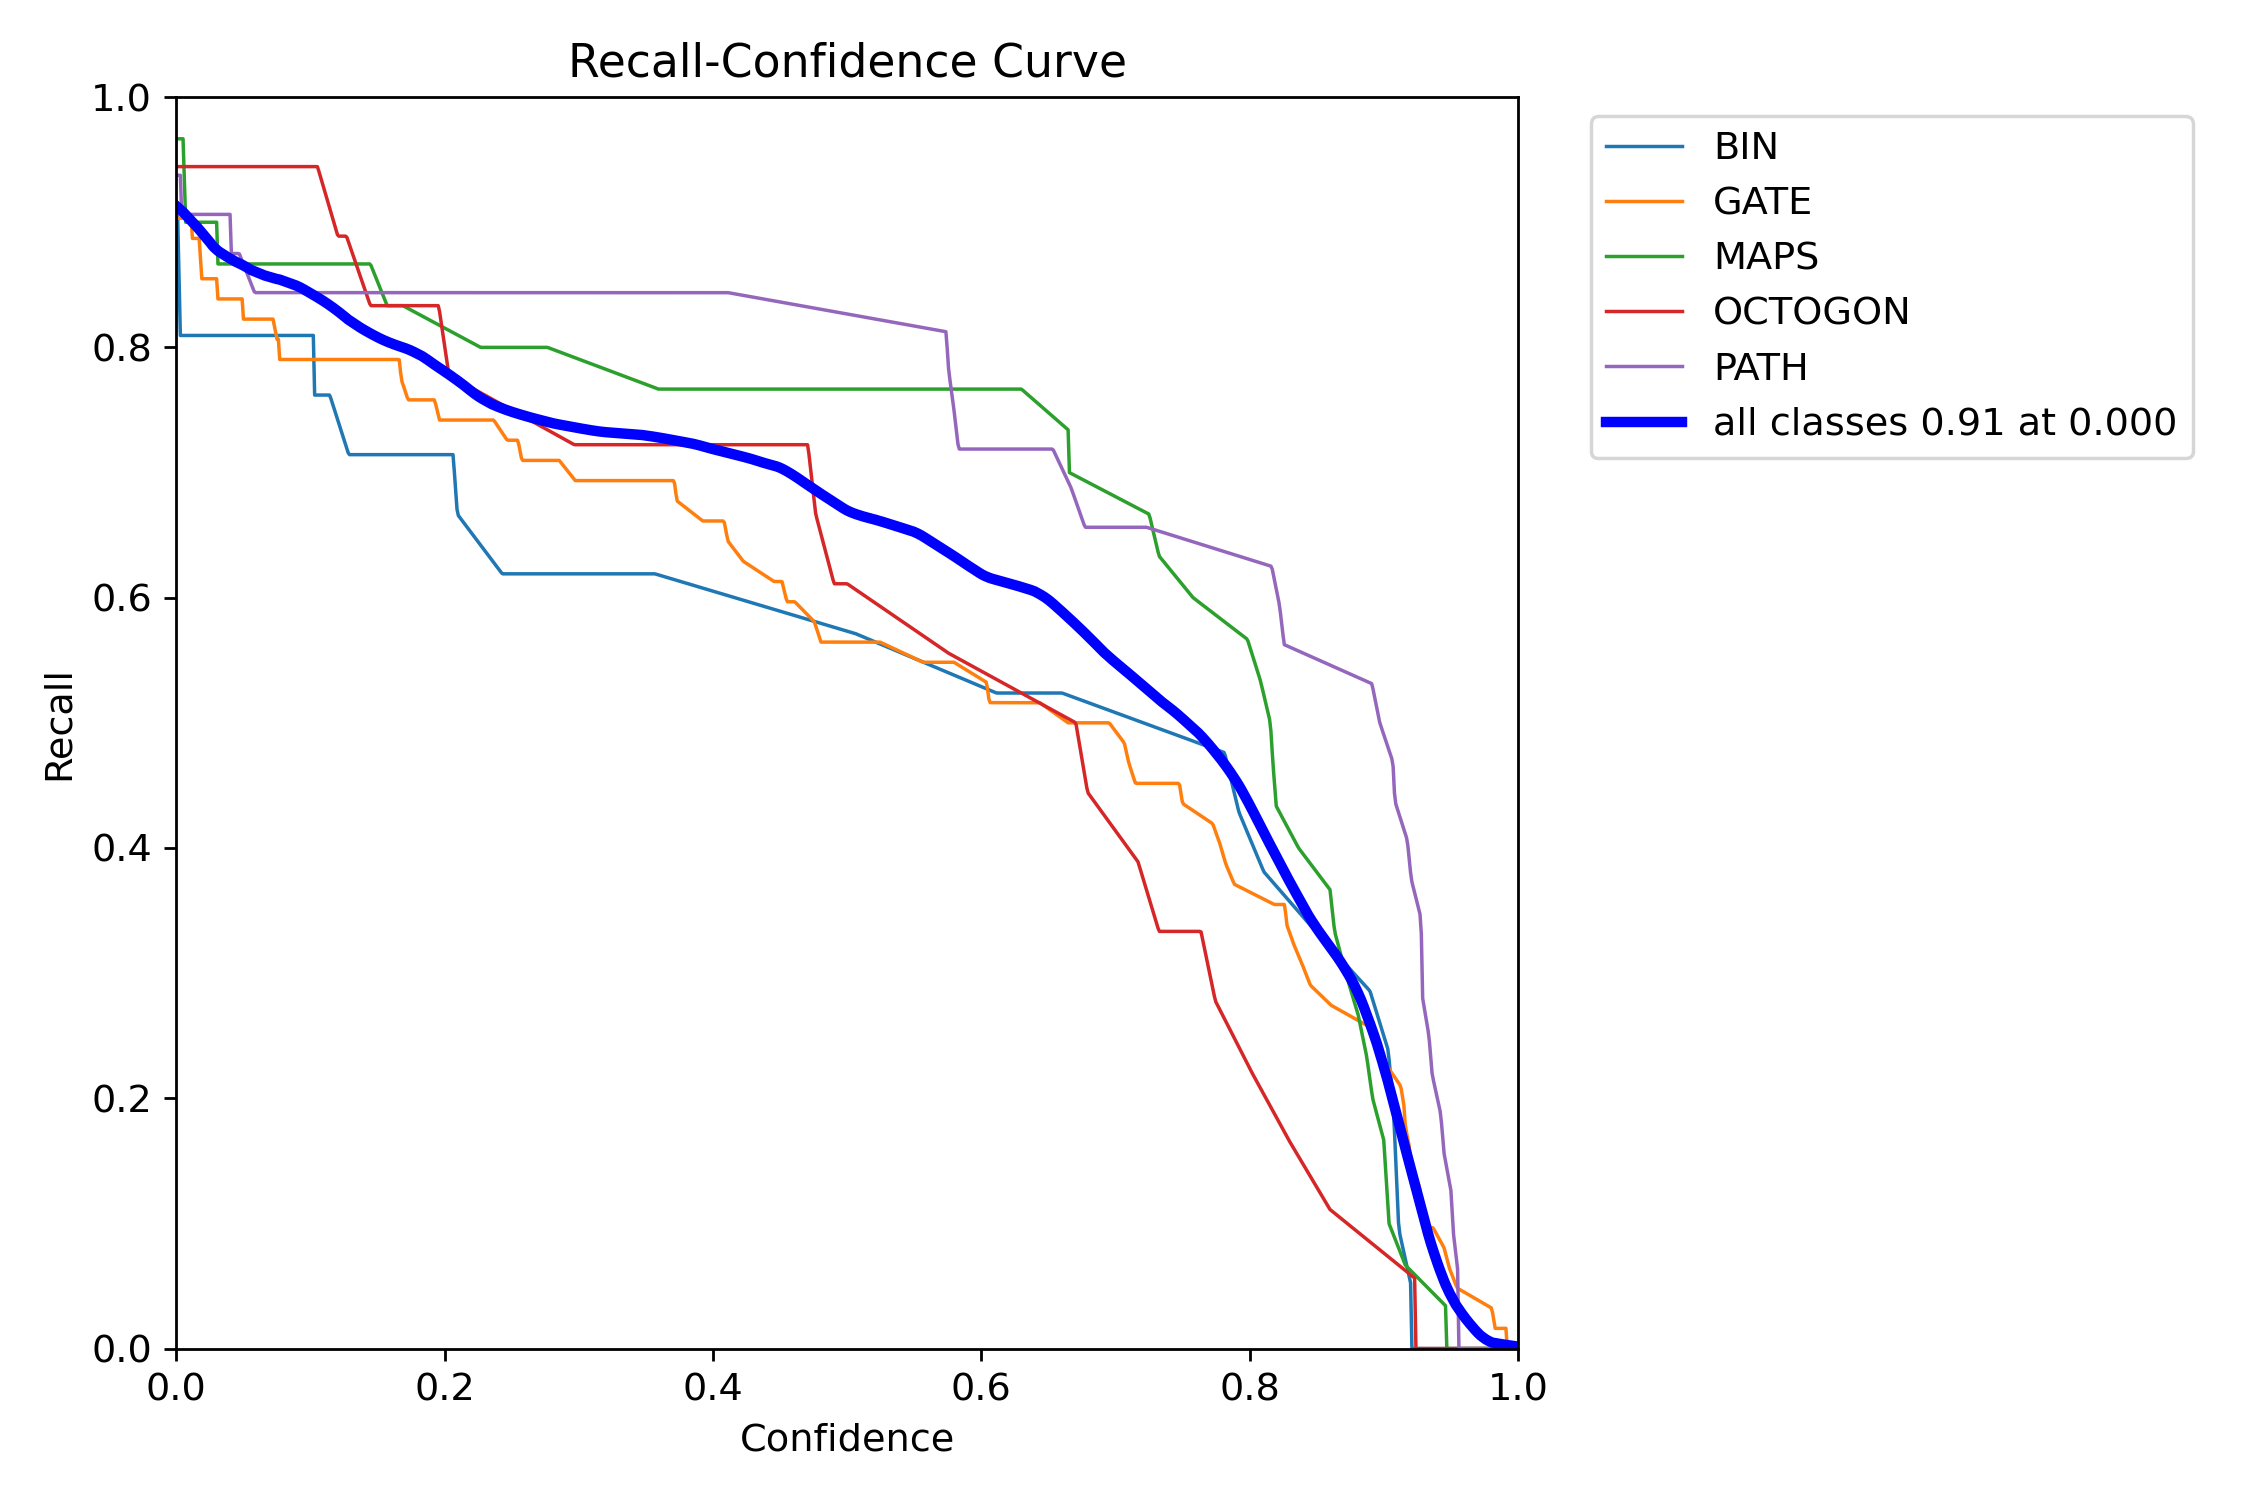 Recall-Confidence Curve
1.0
0.8
0.6
0.4
0.2
0.0
Recall
0.0 0.2 0.4 0.6 0.8 1.0
Confidence
BIN
GATE
MAPS
OCTOGON
PATH
all classes 0.91 at 0.000